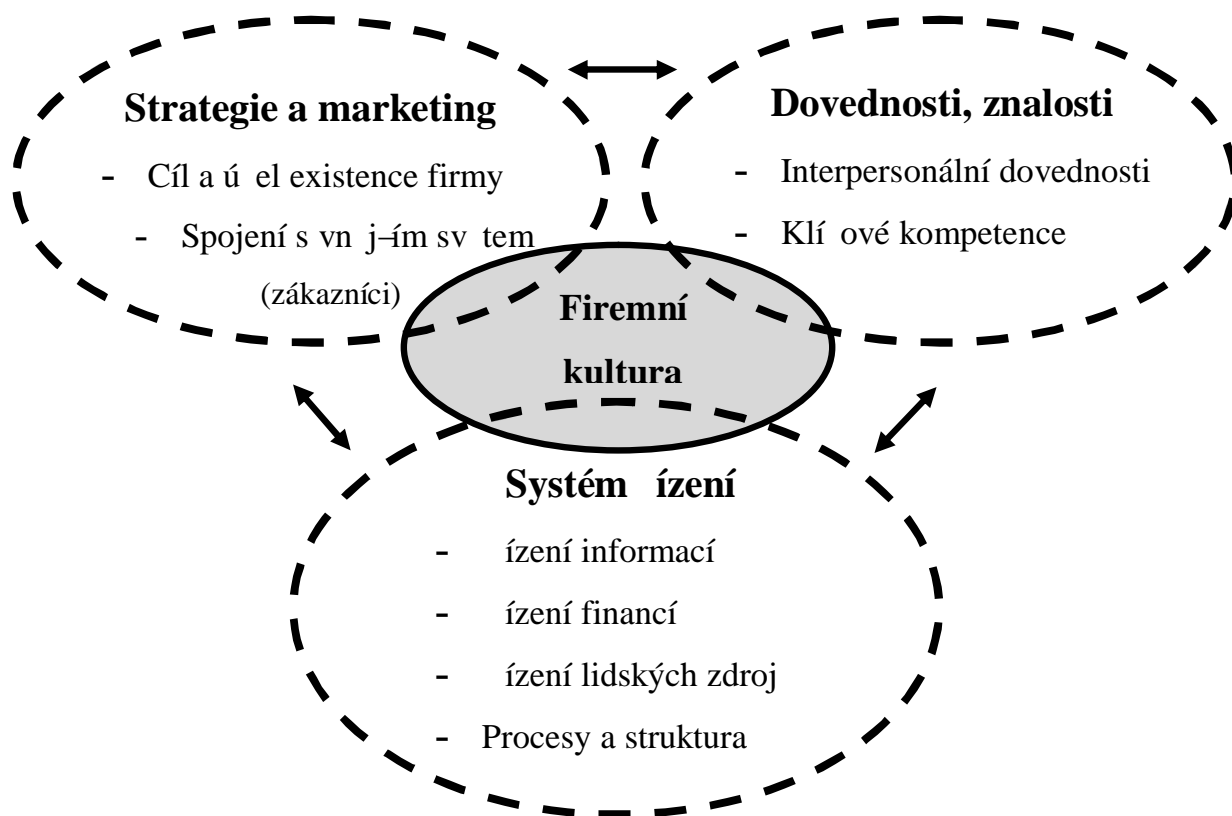 Strategie a marketing
- Cíl a ú el existence firmy
- Spojení s vn j–ím sv tem
(zákazníci)
Dovednosti, znalosti
- Interpersonální dovednosti
- Klí ové kompetence
Firemní
kultura
Systém ízení
- ízení informací
- ízení financí
- ízení lidských zdroj
- Procesy a struktura